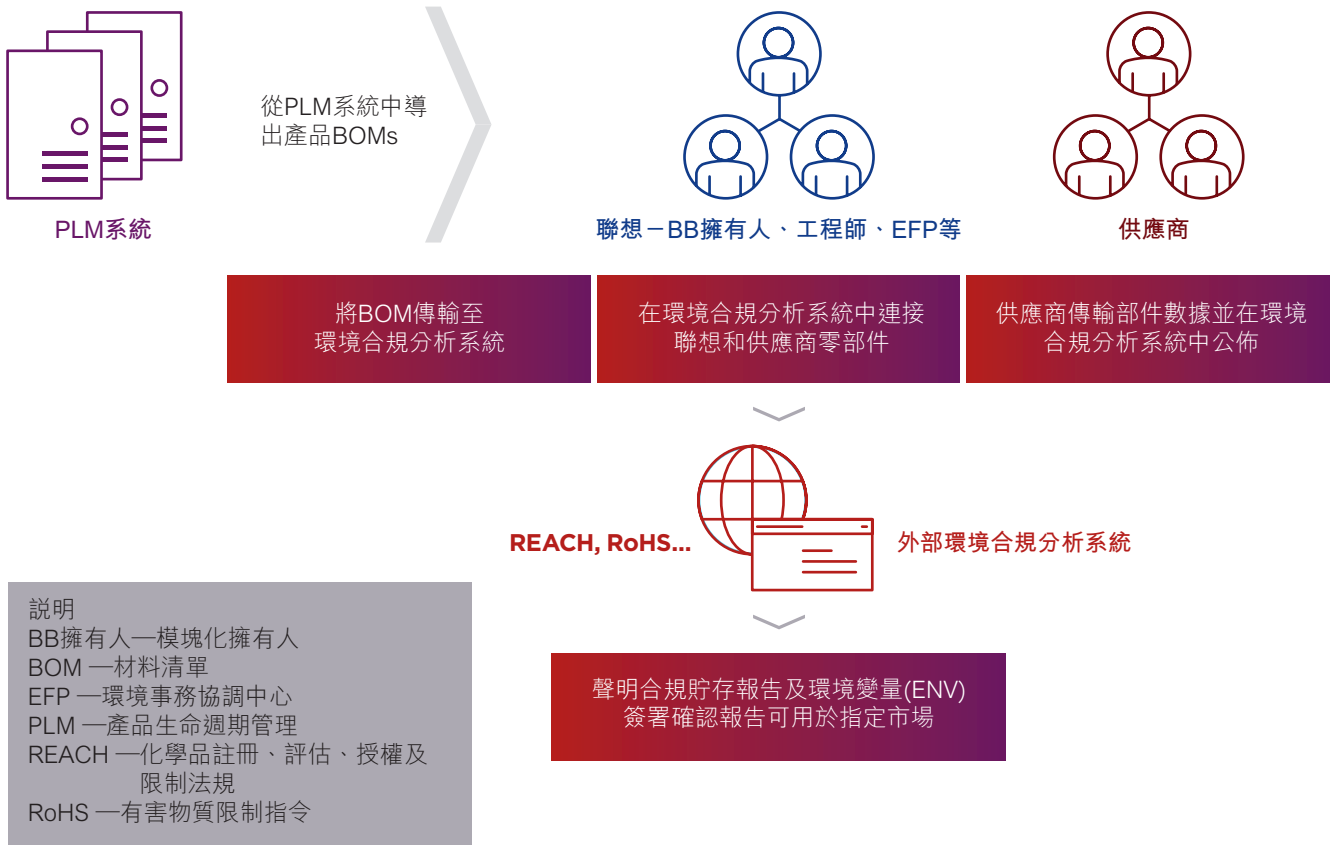 從PLM系統中導
出產品BOMs
PLM系統
聯想－BB擁有人、工程師、EFP等
供應商
將BOM傳輸至
環境合規分析系統
在環境合規分析系統中連接
聯想和供應商零部件
供應商傳輸部件數據並在環境
合規分析系統中公佈
REACH, RoHS...
外部環境合規分析系統
聲明合規貯存報告及環境變量(ENV)
簽署確認報告可用於指定市場
説明
BB擁有人—模塊化擁有人
BOM —材料清單
EFP —環境事務協調中心
PLM —產品生命週期管理
REACH —化學品註冊、評估、授權及
限制法規
RoHS —有害物質限制指令